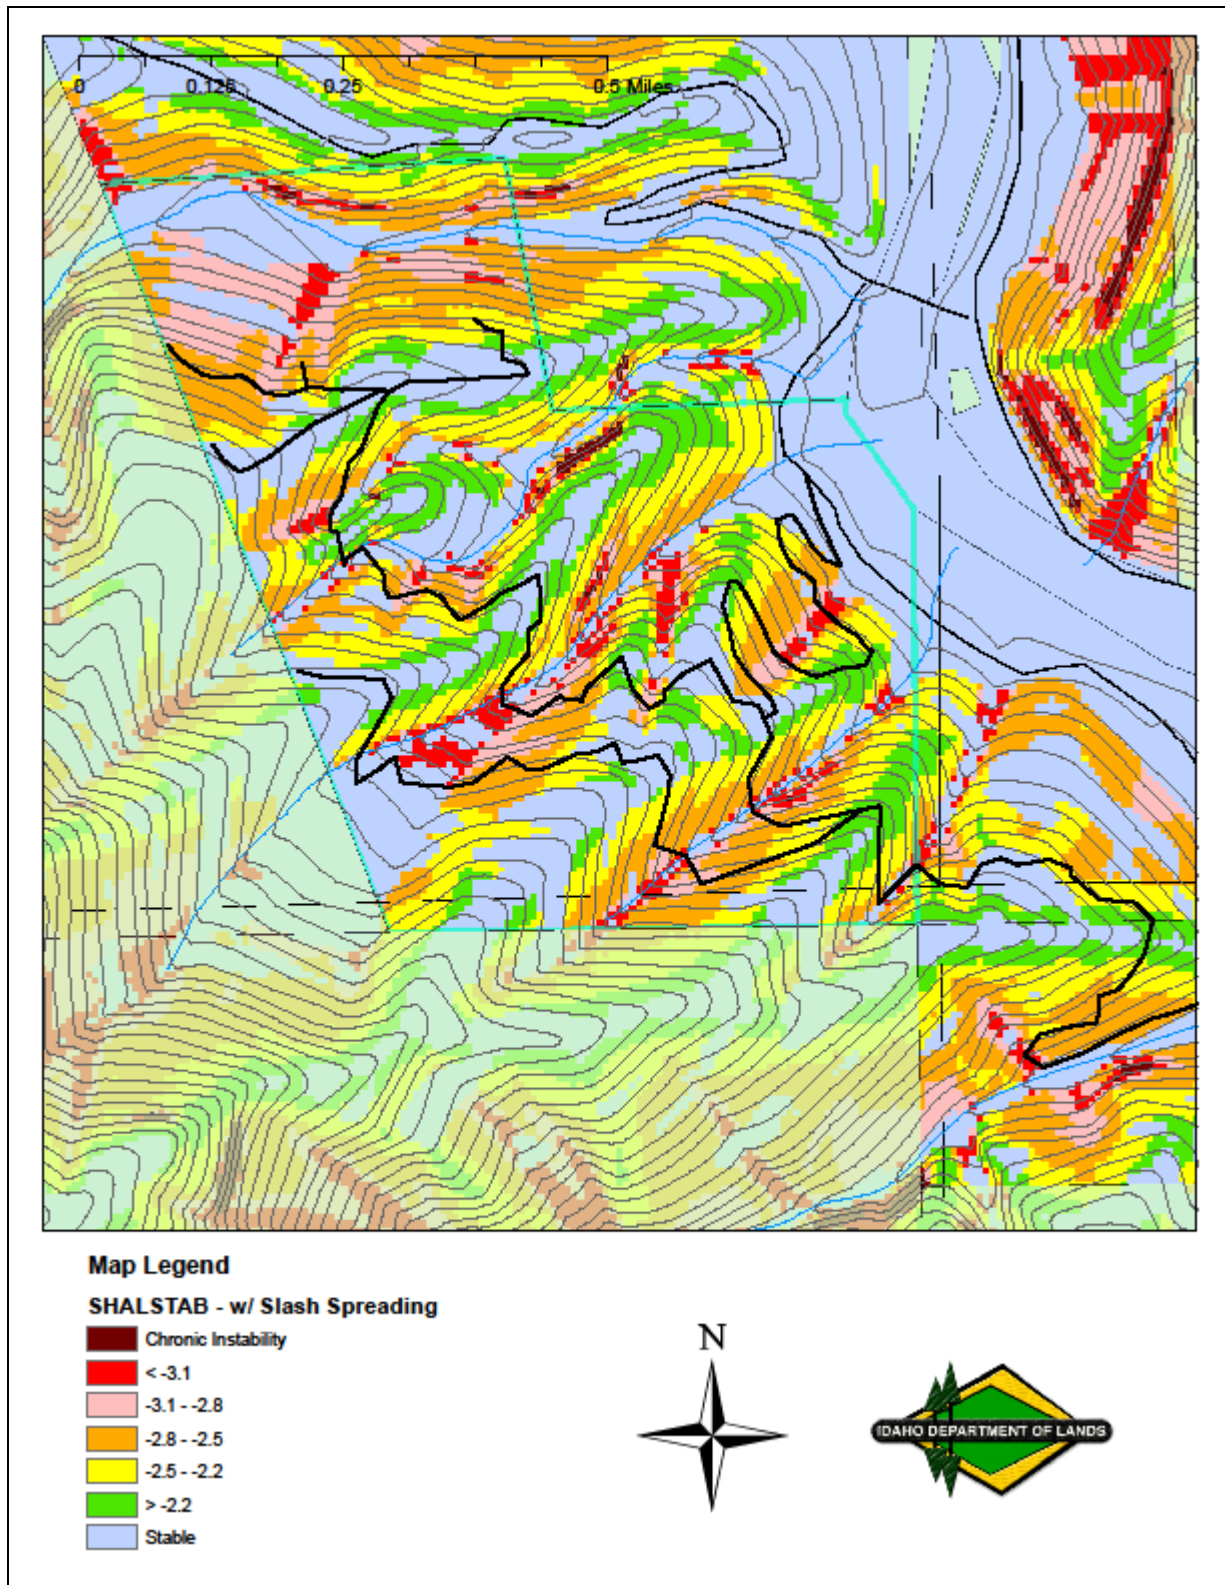 0 0.125 0.25 0.5 Miles
Map Legend
SHALSTAB - w/ Slash Spreading
Chronic Instability
< -3.1
-3.1 - -2.8
-2.8 - -2.5
-2.5 - -2.2
> -2.2
Stable
N
IDAHO DEPARTMENT OF LANDS